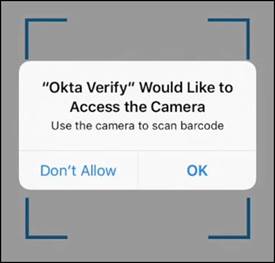 “Okta Verify” Would Like to
Access the Camera
Use the camera to scan barcode
Don’t Allow
OK